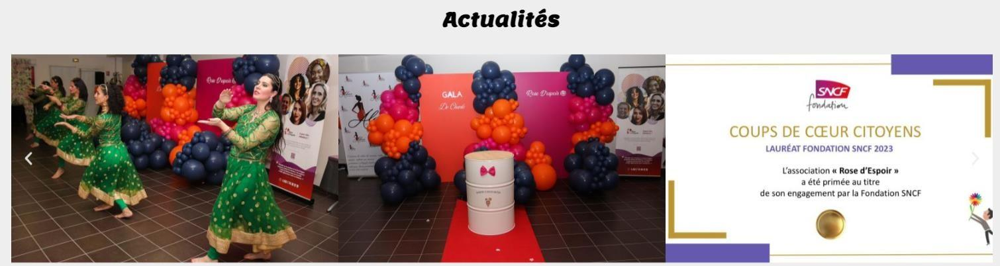 Actualités
Rose D'espoir
GALA
De Charité
Rose D'espoir
SNCF
fondation
COUPS DE CŒUR CITOYENS
LAURÉAT FONDATION SNCF 2023
L'association « Rose d'Espoir »
a été primée au titre
de son engagement par la Fondation SNCF